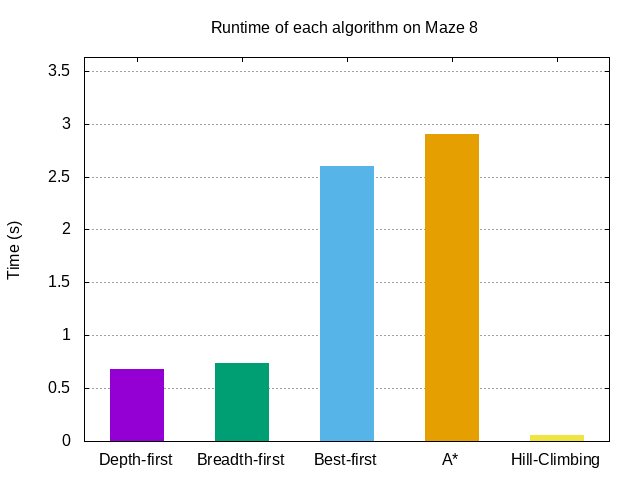 Runtime of each algorithm on Maze 8
3.5
3
2.5
2
1.5
1
0.5
0
Time (s)
Depth-first Breadth-first Best-first A* Hill-Climbing